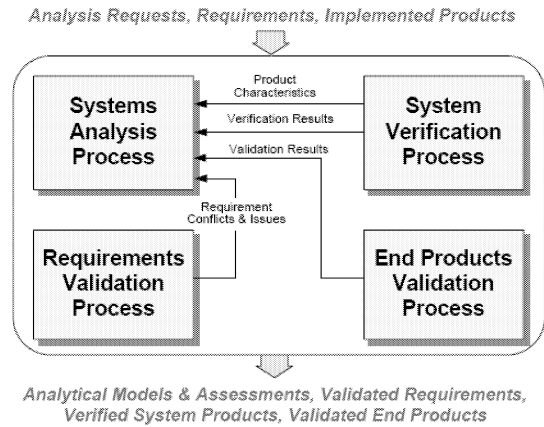 Analysis Requests, Requirements, Implemented Products
Systems
Analysis
Process
Product
Characteristics
Verification Results
Validation Results
System
Verification
Process
Requirement
Conflicts & Issues
Requirements
Validation
Process
End Products
Validation
Process
Analytical Models & Assessments, Validated Requirements,
Verified System Products, Validated End Products